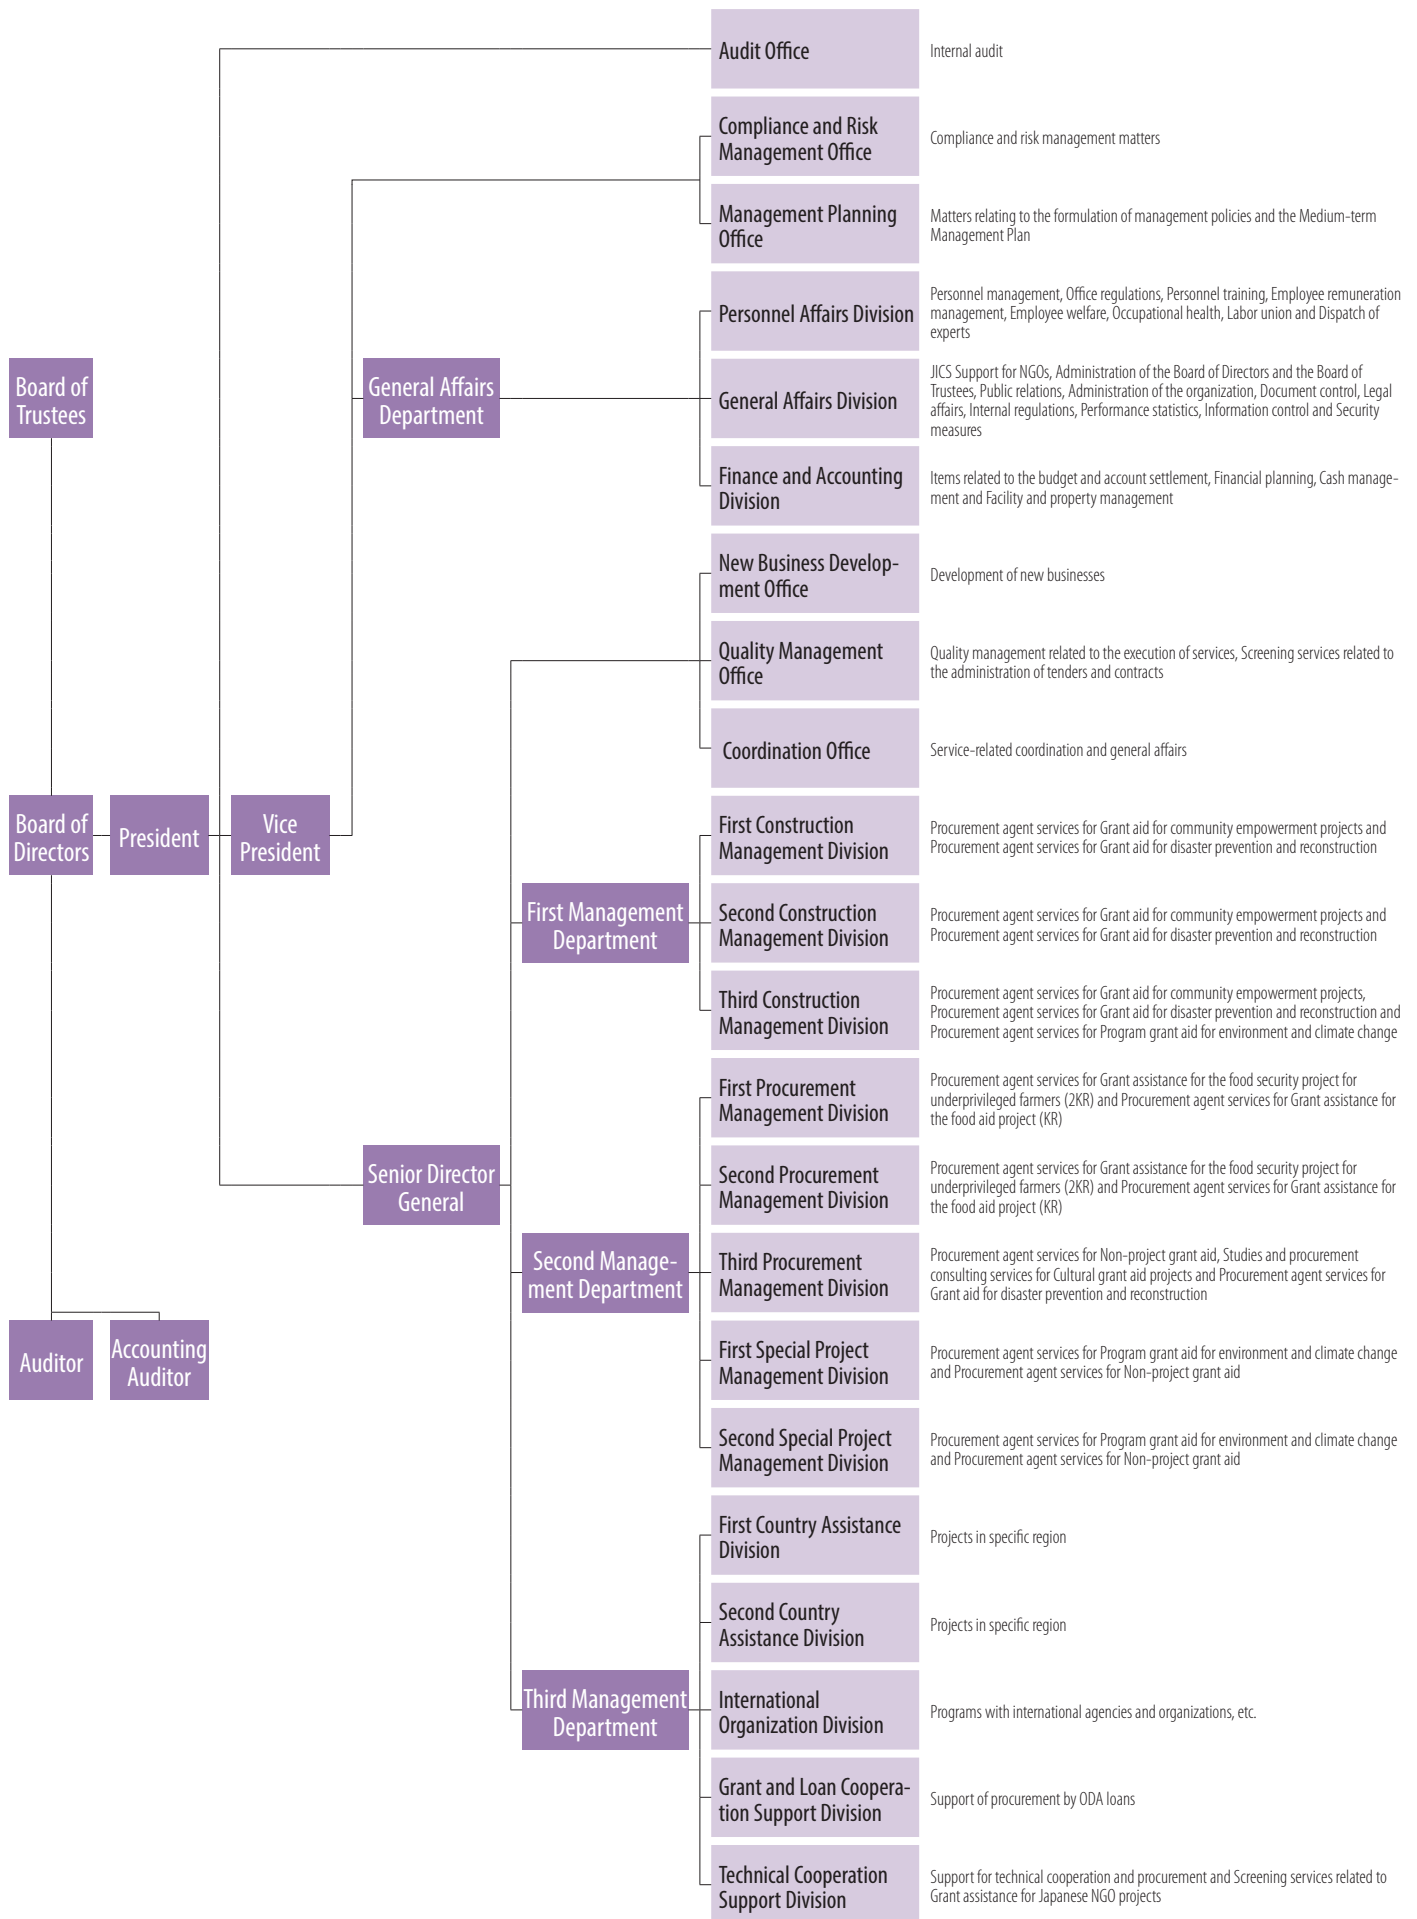 Audit Office
Internal audit
Compliance and Risk
Management Office
Compliance and risk management matters
Management Planning
Office
Matters relating to the formulation of management policies and the Medium-term
Management Plan
Personnel Affairs Division
Personnel management, Office regulations, Personnel training, Employee remuneration
management, Employee welfare, Occupational health, Labor union and Dispatch of
experts
Board of
Trustees
General Affairs
Department
General Affairs Division
JICS Support for NGOs, Administration of the Board of Directors and the Board of
Trustees, Public relations, Administration of the organization, Document control, Legal
affairs, Internal regulations, Performance statistics, Information control and Security
measures
Finance and Accounting
Division
Items related to the budget and account settlement, Financial planning, Cash manage-
ment and Facility and property management
New Business Develop-
ment Office
Development of new businesses
Quality Management
Office
Quality management related to the execution of services, Screening services related to
the administration of tenders and contracts
Coordination Office
Service-related coordination and general affairs
Board of
Directors
President
Vice
President
First Construction
Management Division
Procurement agent services for Grant aid for community empowerment projects and
Procurement agent services for Grant aid for disaster prevention and reconstruction
First Management
Department
Second Construction
Management Division
Procurement agent services for Grant aid for community empowerment projects and
Procurement agent services for Grant aid for disaster prevention and reconstruction
Third Construction
Management Division
Procurement agent services for Grant aid for community empowerment projects,
Procurement agent services for Grant aid for disaster prevention and reconstruction and
Procurement agent services for Program grant aid for environment and climate change
First Procurement
Management Division
Procurement agent services for Grant assistance for the food security project for
underprivileged farmers (2KR) and Procurement agent services for Grant assistance for
the food aid project (KR)
Senior Director
General
Second Procurement
Management Division
Procurement agent services for Grant assistance for the food security project for
underprivileged farmers (2KR) and Procurement agent services for Grant assistance for
the food aid project (KR)
Second Manage-
ment Department
Third Procurement
Management Division
Procurement agent services for Non-project grant aid, Studies and procurement
consulting services for Cultural grant aid projects and Procurement agent services for
Grant aid for disaster prevention and reconstruction
Auditor
Accounting
Auditor
First Special Project
Management Division
Procurement agent services for Program grant aid for environment and climate change
and Procurement agent services for Non-project grant aid
Second Special Project
Management Division
Procurement agent services for Program grant aid for environment and climate change
and Procurement agent services for Non-project grant aid
First Country Assistance
Division
Projects in specific region
Second Country
Assistance Division
Projects in specific region
Third Management
Department
International
Organization Division
Programs with international agencies and organizations, etc.
Grant and Loan Coopera-
tion Support Division
Support of procurement by ODA loans
Technical Cooperation
Support Division
Support for technical cooperation and procurement and Screening services related to
Grant assistance for Japanese NGO projects